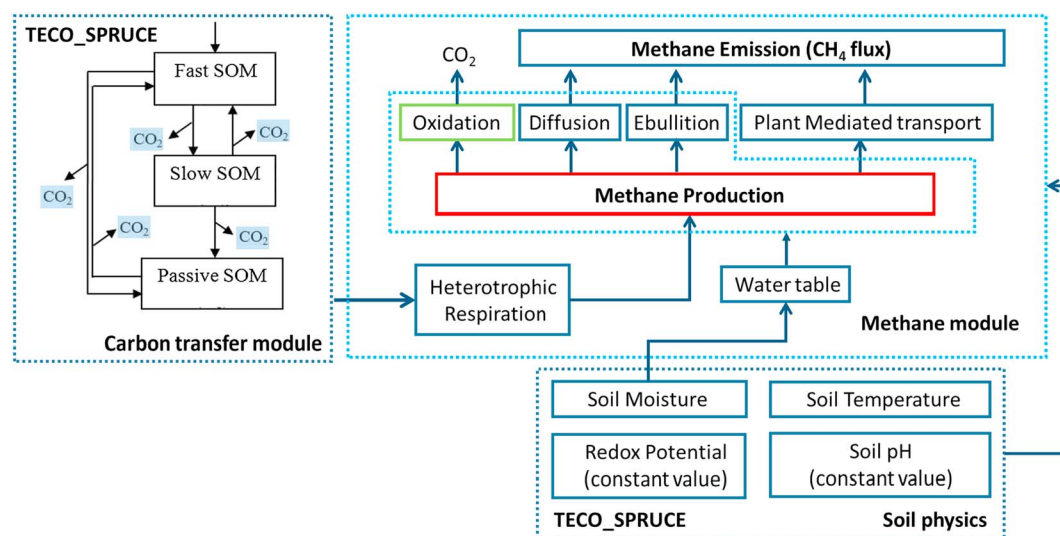 TECO_SPRUCE
Fast SOM
CO₂
CO₂
Slow SOM
CO₂
CO₂
CO₂
Passive SOM
Carbon transfer module
Methane Emission (CH₄ flux)
CO₂
Oxidation
Diffusion
Ebullition
Plant Mediated transport
Methane Production
Heterotrophic
Respiration
Water table
Methane module
Soil Moisture
Soil Temperature
Redox Potential
(constant value)
Soil pH
(constant value)
TECO_SPRUCE
Soil physics